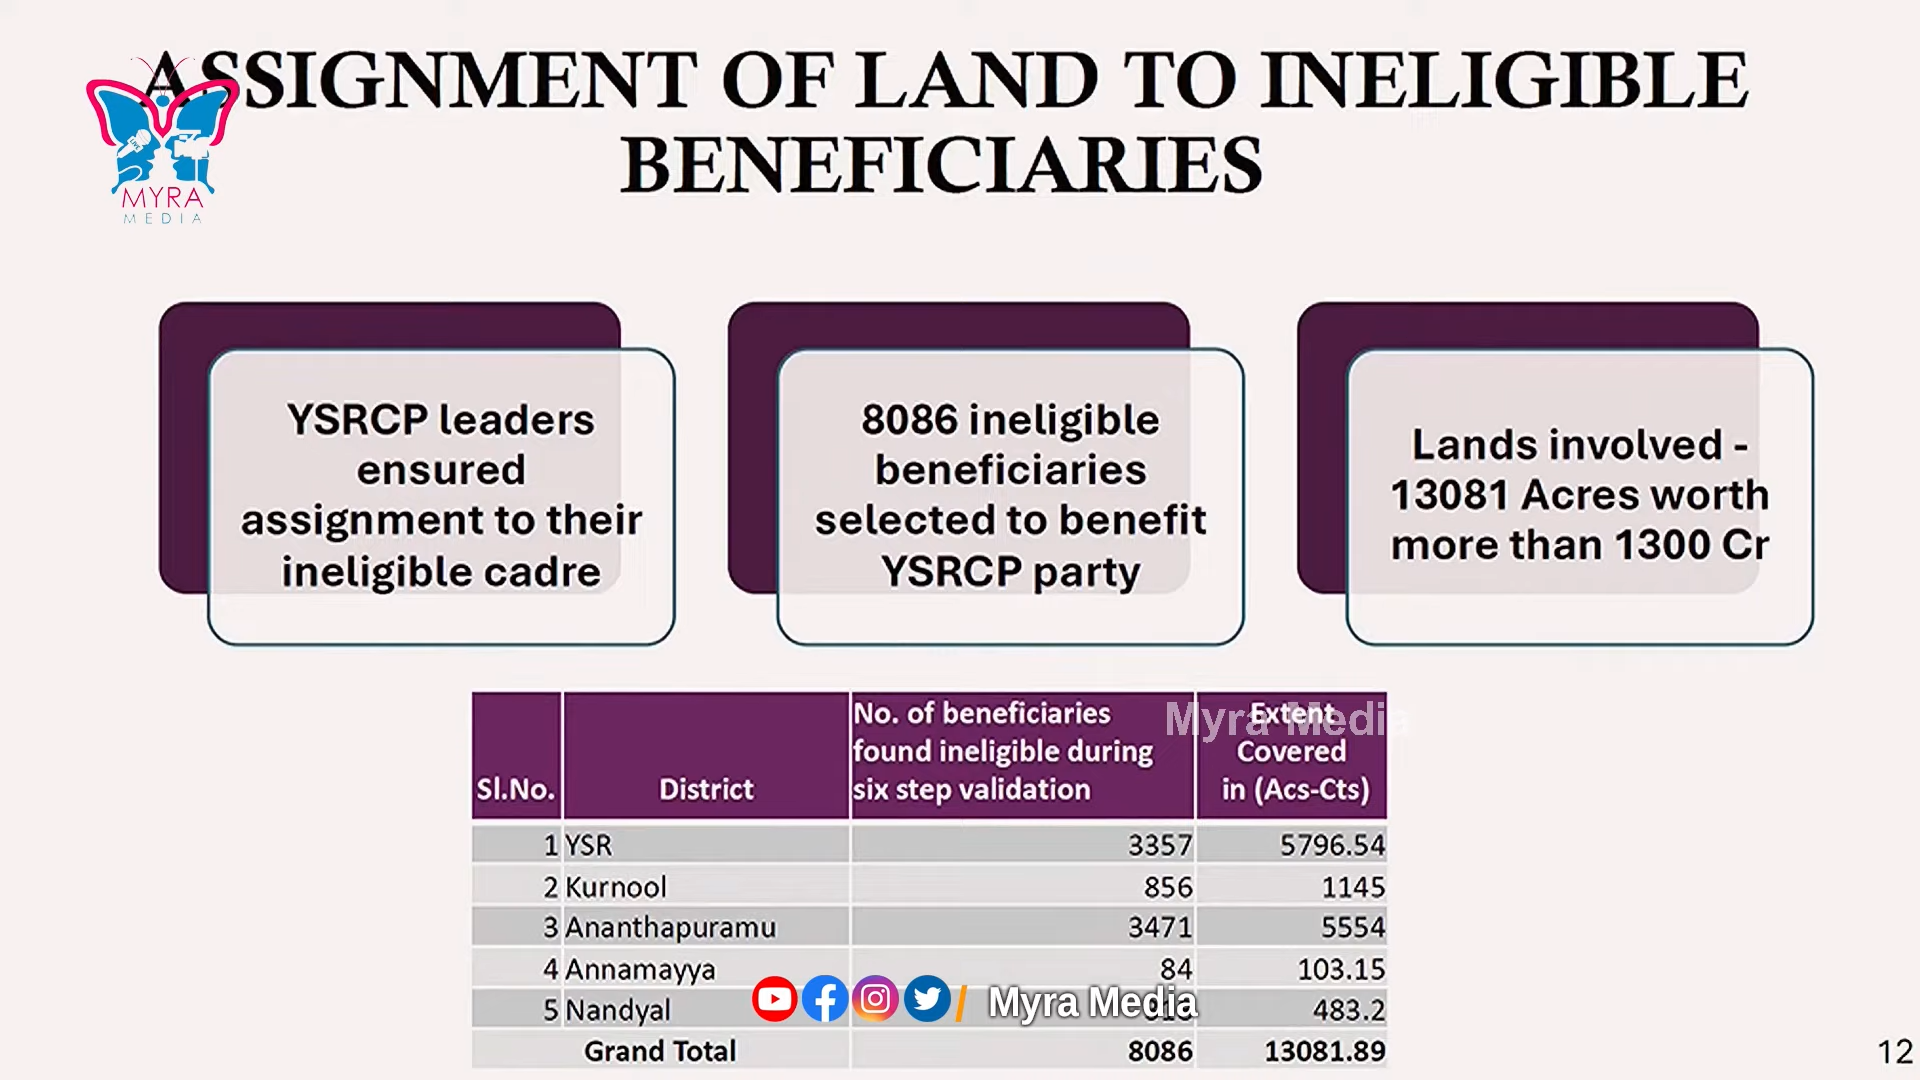 ASSIGNMENT OF LAND TO INELIGIBLE
BENEFICIARIES
MYRA
MEDIA
YSRCP leaders
ensured
assignment to their
ineligible cadre
8086 ineligible
beneficiaries
selected to benefit
YSRCP party
Lands involved -
13081 Acres worth
more than 1300 Cr
Sl.No. District No. of beneficiaries found ineligible during six step validation Extent Covered in (Acs-Cts)
Myra Media
1 YSR 3357 5796.54
2 Kurnool 856 1145
3 Ananthapuramu 3471 5554
4 Annamayya 84 103.15
5 Nandyal 483.2
/ Myra Media
Grand Total 8086 13081.89
12